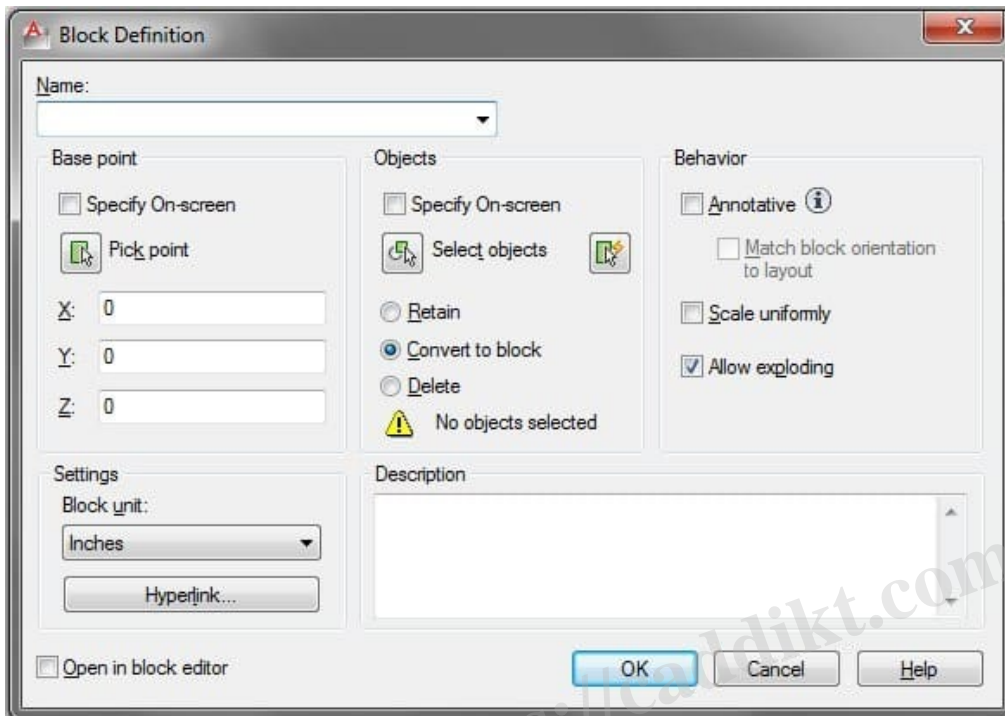 Block Definition
Name:
Base point
Specify On-screen
Pick point
X: 0
Y: 0
Z: 0
Objects
Specify On-screen
Select objects
Retain
Convert to block
Delete
No objects selected
Behavior
Annotative
Match block orientation
to layout
Scale uniformly
Allow exploding
Settings
Block unit:
Inches
Hyperlink...
Description
Open in block editor
OK
Cancel
Help
://caddikt.com